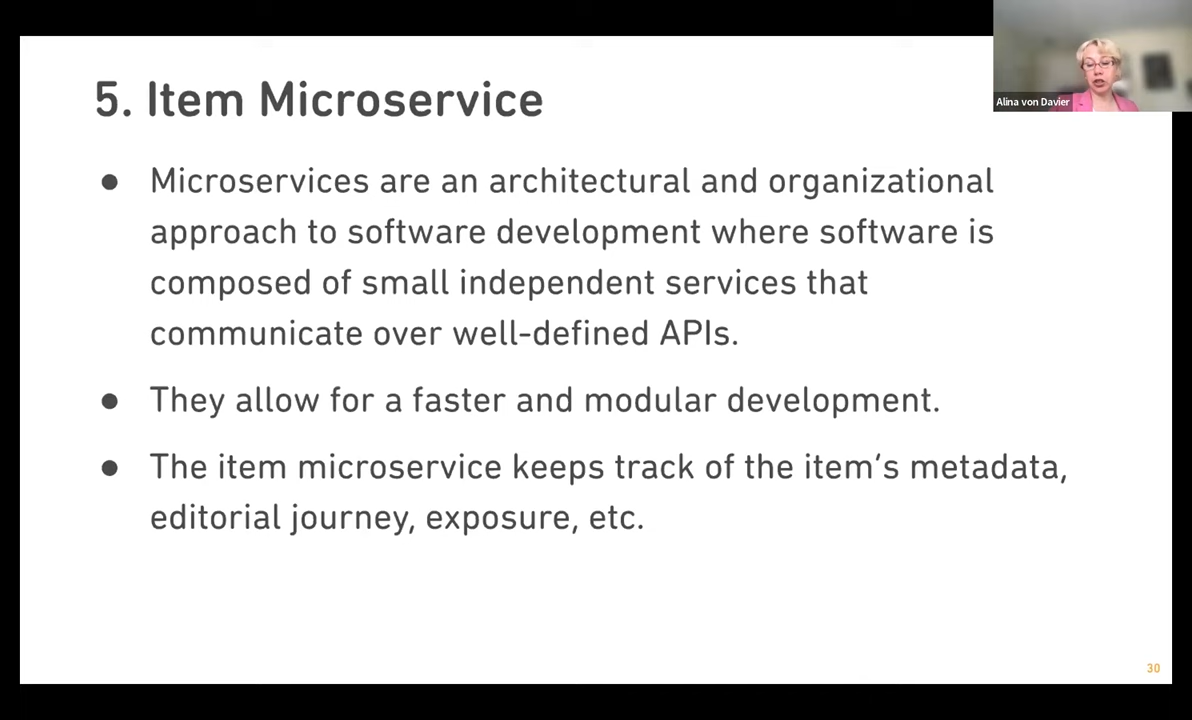 5. Item Microservice
Alina von Davier
● Microservices are an architectural and organizational
approach to software development where software is
composed of small independent services that
communicate over well-defined APIs.
● They allow for a faster and modular development.
● The item microservice keeps track of the item’s metadata,
editorial journey, exposure, etc.
30